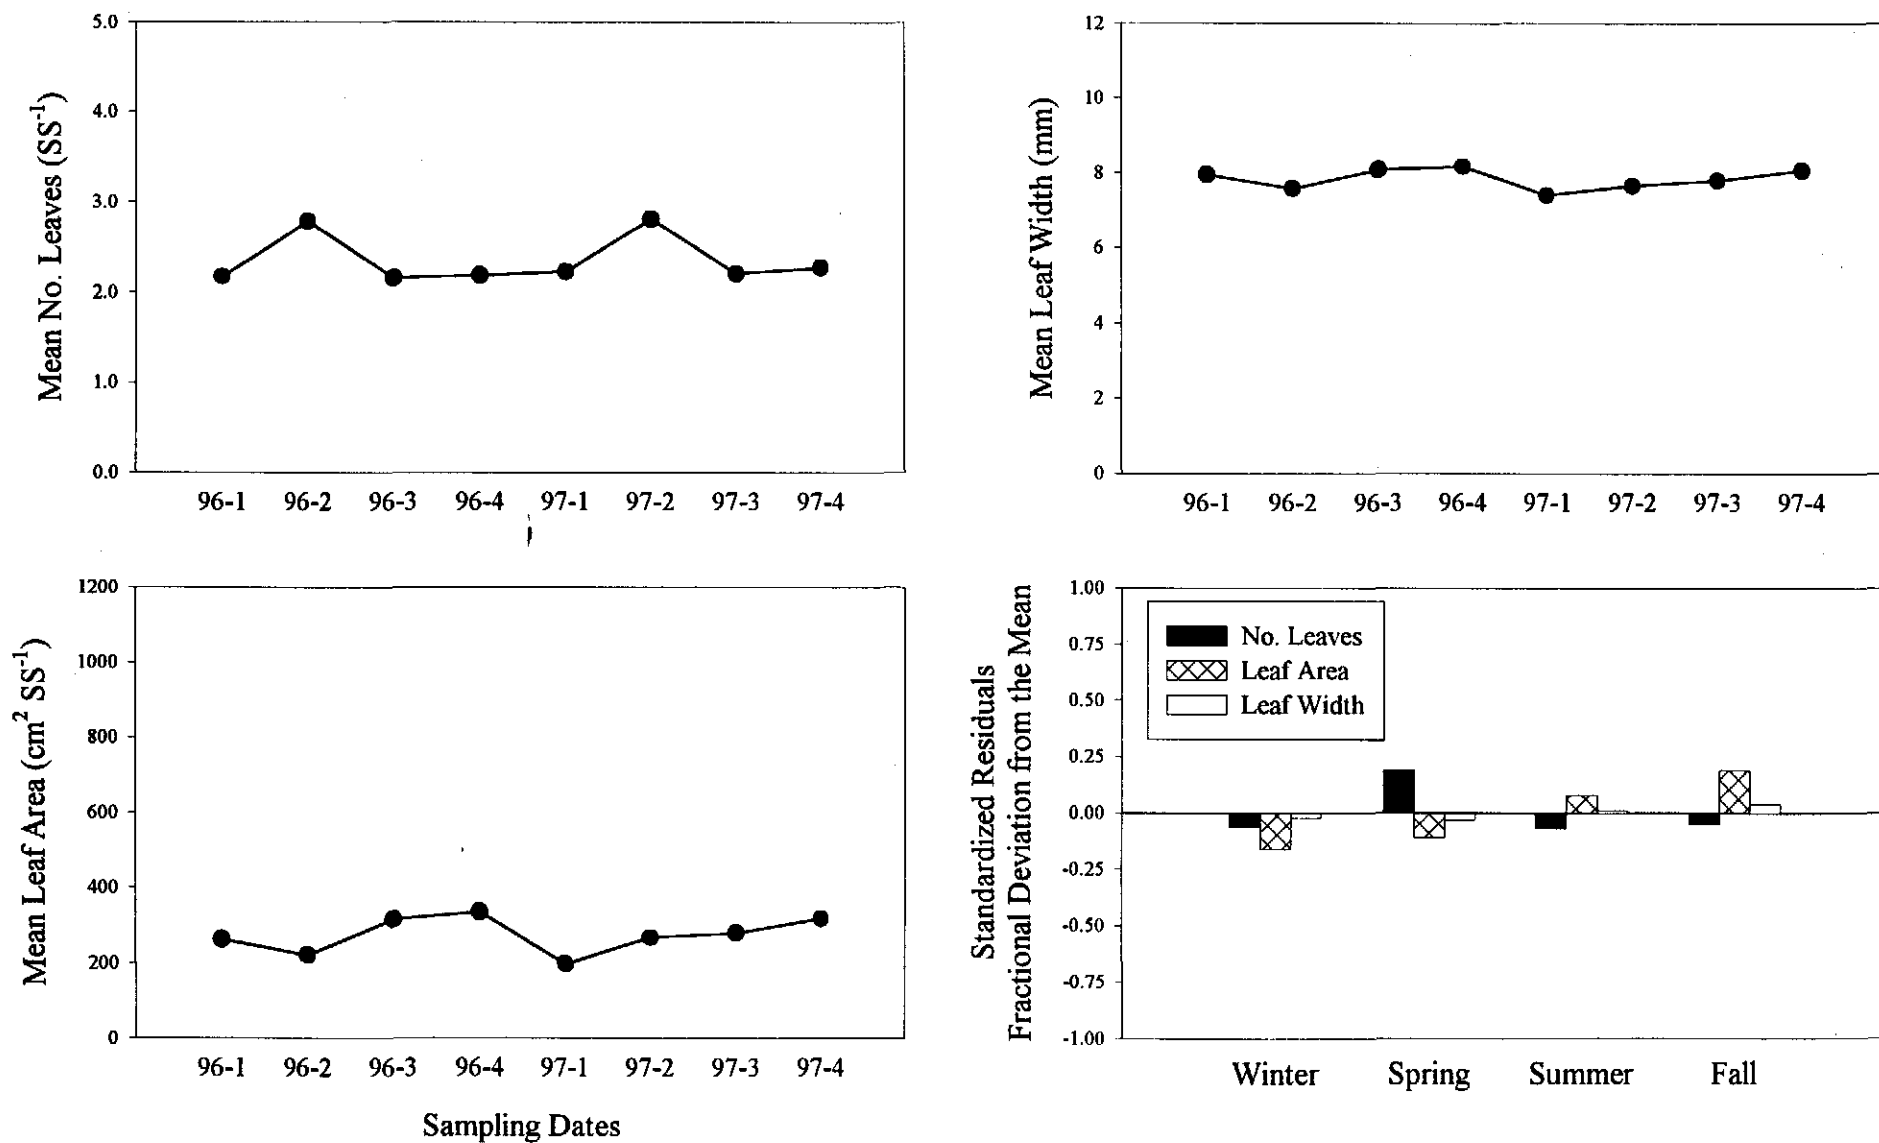 Mean No. Leaves (SS⁻¹)
5.0
4.0
3.0
2.0
1.0
0.0
96-1 96-2 96-3 96-4 97-1 97-2 97-3 97-4
Mean Leaf Width (mm)
12
10
8
6
4
2
0
96-1 96-2 96-3 96-4 97-1 97-2 97-3 97-4
Mean Leaf Area (cm² SS⁻¹)
1200
1000
800
600
400
200
0
96-1 96-2 96-3 96-4 97-1 97-2 97-3 97-4
Sampling Dates
Standardized Residuals
Fractional Deviation from the Mean
1.00
0.75
0.50
0.25
0.00
-0.25
-0.50
-0.75
-1.00
No. Leaves
Leaf Area
Leaf Width
Winter Spring Summer Fall